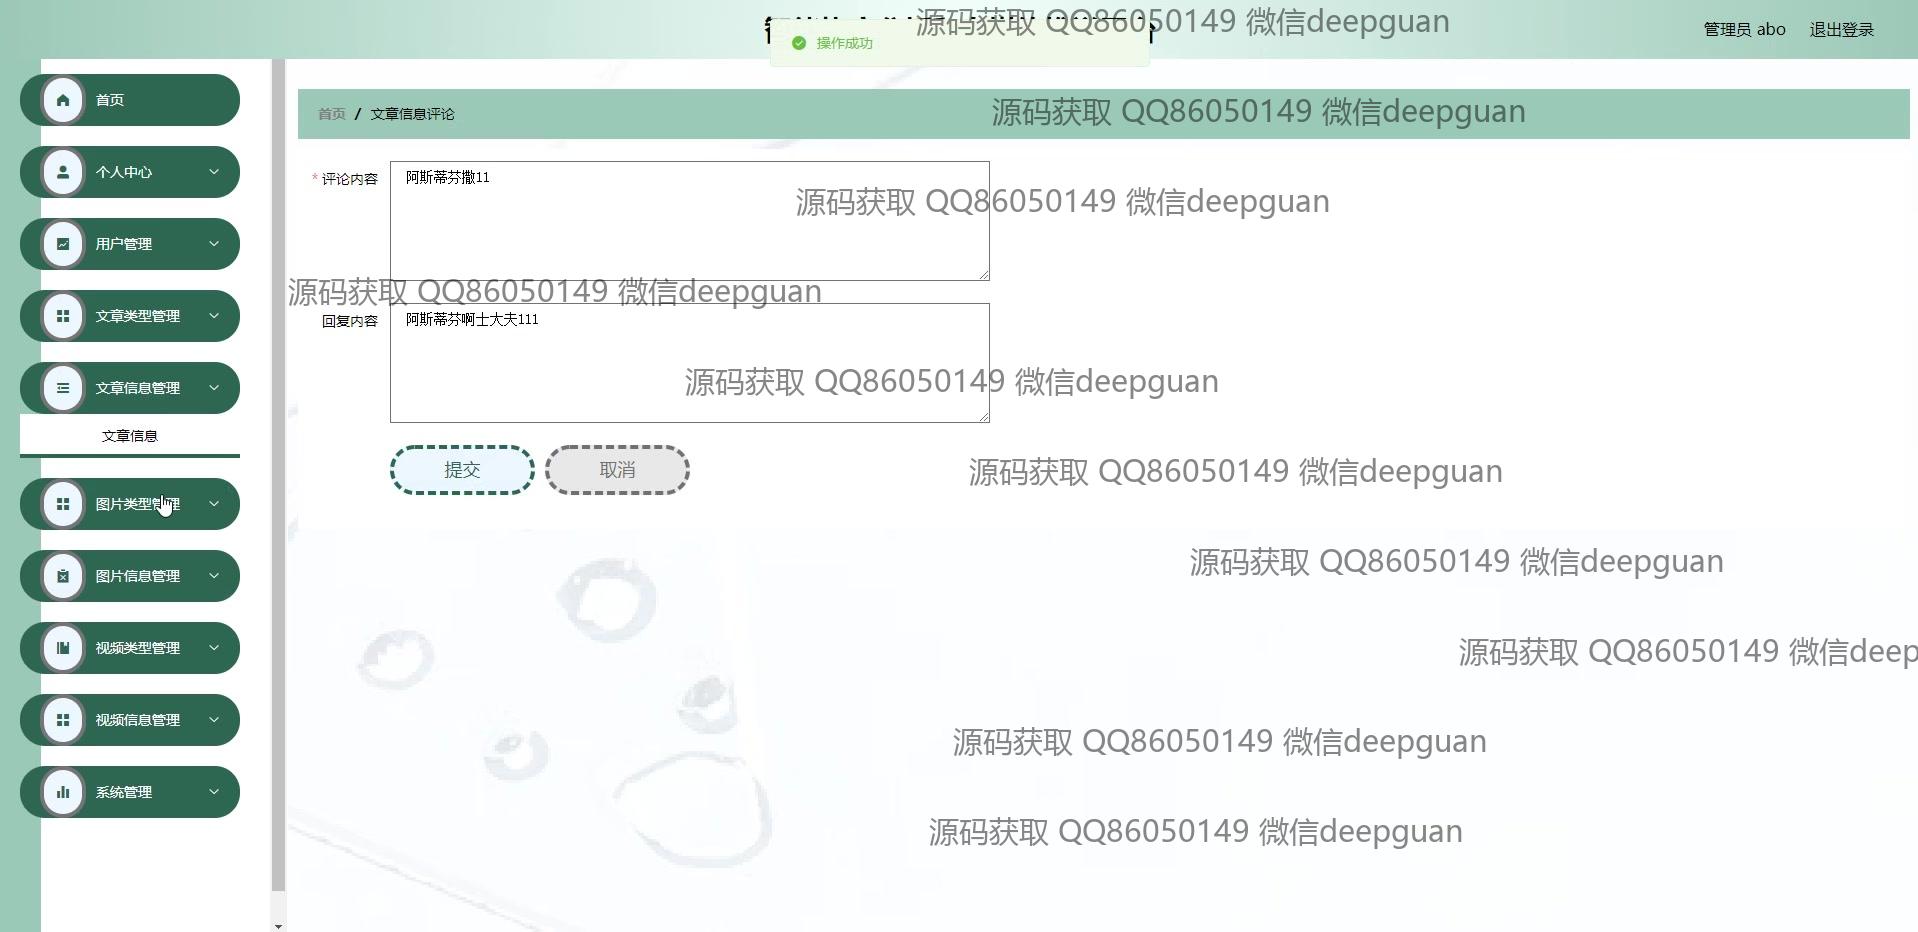 源码获取 QQ86050149 微信deepguan
操作成功
管理员 abo
退出登录
首页
个人中心
用户管理
文章类型管理
文章信息管理
文章信息
图片类型管理
图片信息管理
视频类型管理
视频信息管理
系统管理
首页 / 文章信息评论
源码获取 QQ86050149 微信deepguan
* 评论内容
阿斯蒂芬撒11
源码获取 QQ86050149 微信deepguan
源码获取 QQ86050149 微信deepguan
回复内容
阿斯蒂芬啊士大夫111
源码获取 QQ86050149 微信deepguan
提交
取消
源码获取 QQ86050149 微信deepguan
源码获取 QQ86050149 微信deepguan
源码获取 QQ86050149 微信deep
源码获取 QQ86050149 微信deepguan
源码获取 QQ86050149 微信deepguan